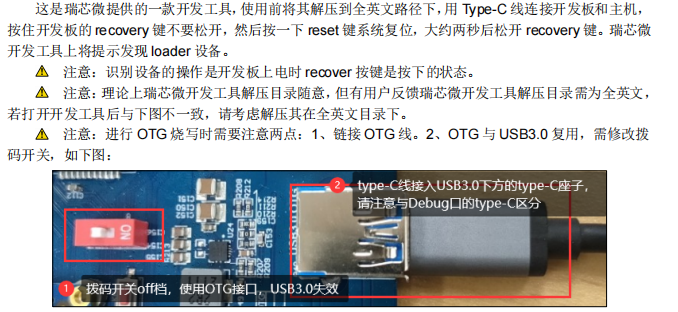 这是瑞芯微提供的一款开发工具，使用前将其解压到全英文路径下，用 Type-C 线连接开发板和主机，
按住开发板的 recovery 键不要松开，然后按一下 reset 键系统复位，大约两秒后松开 recovery 键。瑞芯微
开发工具上将提示发现 loader 设备。
注意：识别设备的操作是开发板上电时 recover 按键是按下的状态。
注意：理论上瑞芯微开发工具解压目录随意，但有用户反馈瑞芯微开发工具解压目录需为全英文，
若打开开发工具后与下图不一致，请考虑解压其在全英文目录下。
注意：进行 OTG 烧写时需要注意两点：1、链接 OTG 线。2、OTG 与 USB3.0 复用，需修改拨
码开关，如下图：
2 type-C线接入USB3.0下方的type-C座子，
请注意与Debug口的type-C区分
R208
R212
U24
C153
NO
1 拨码开关off档，使用OTG接口，USB3.0失效